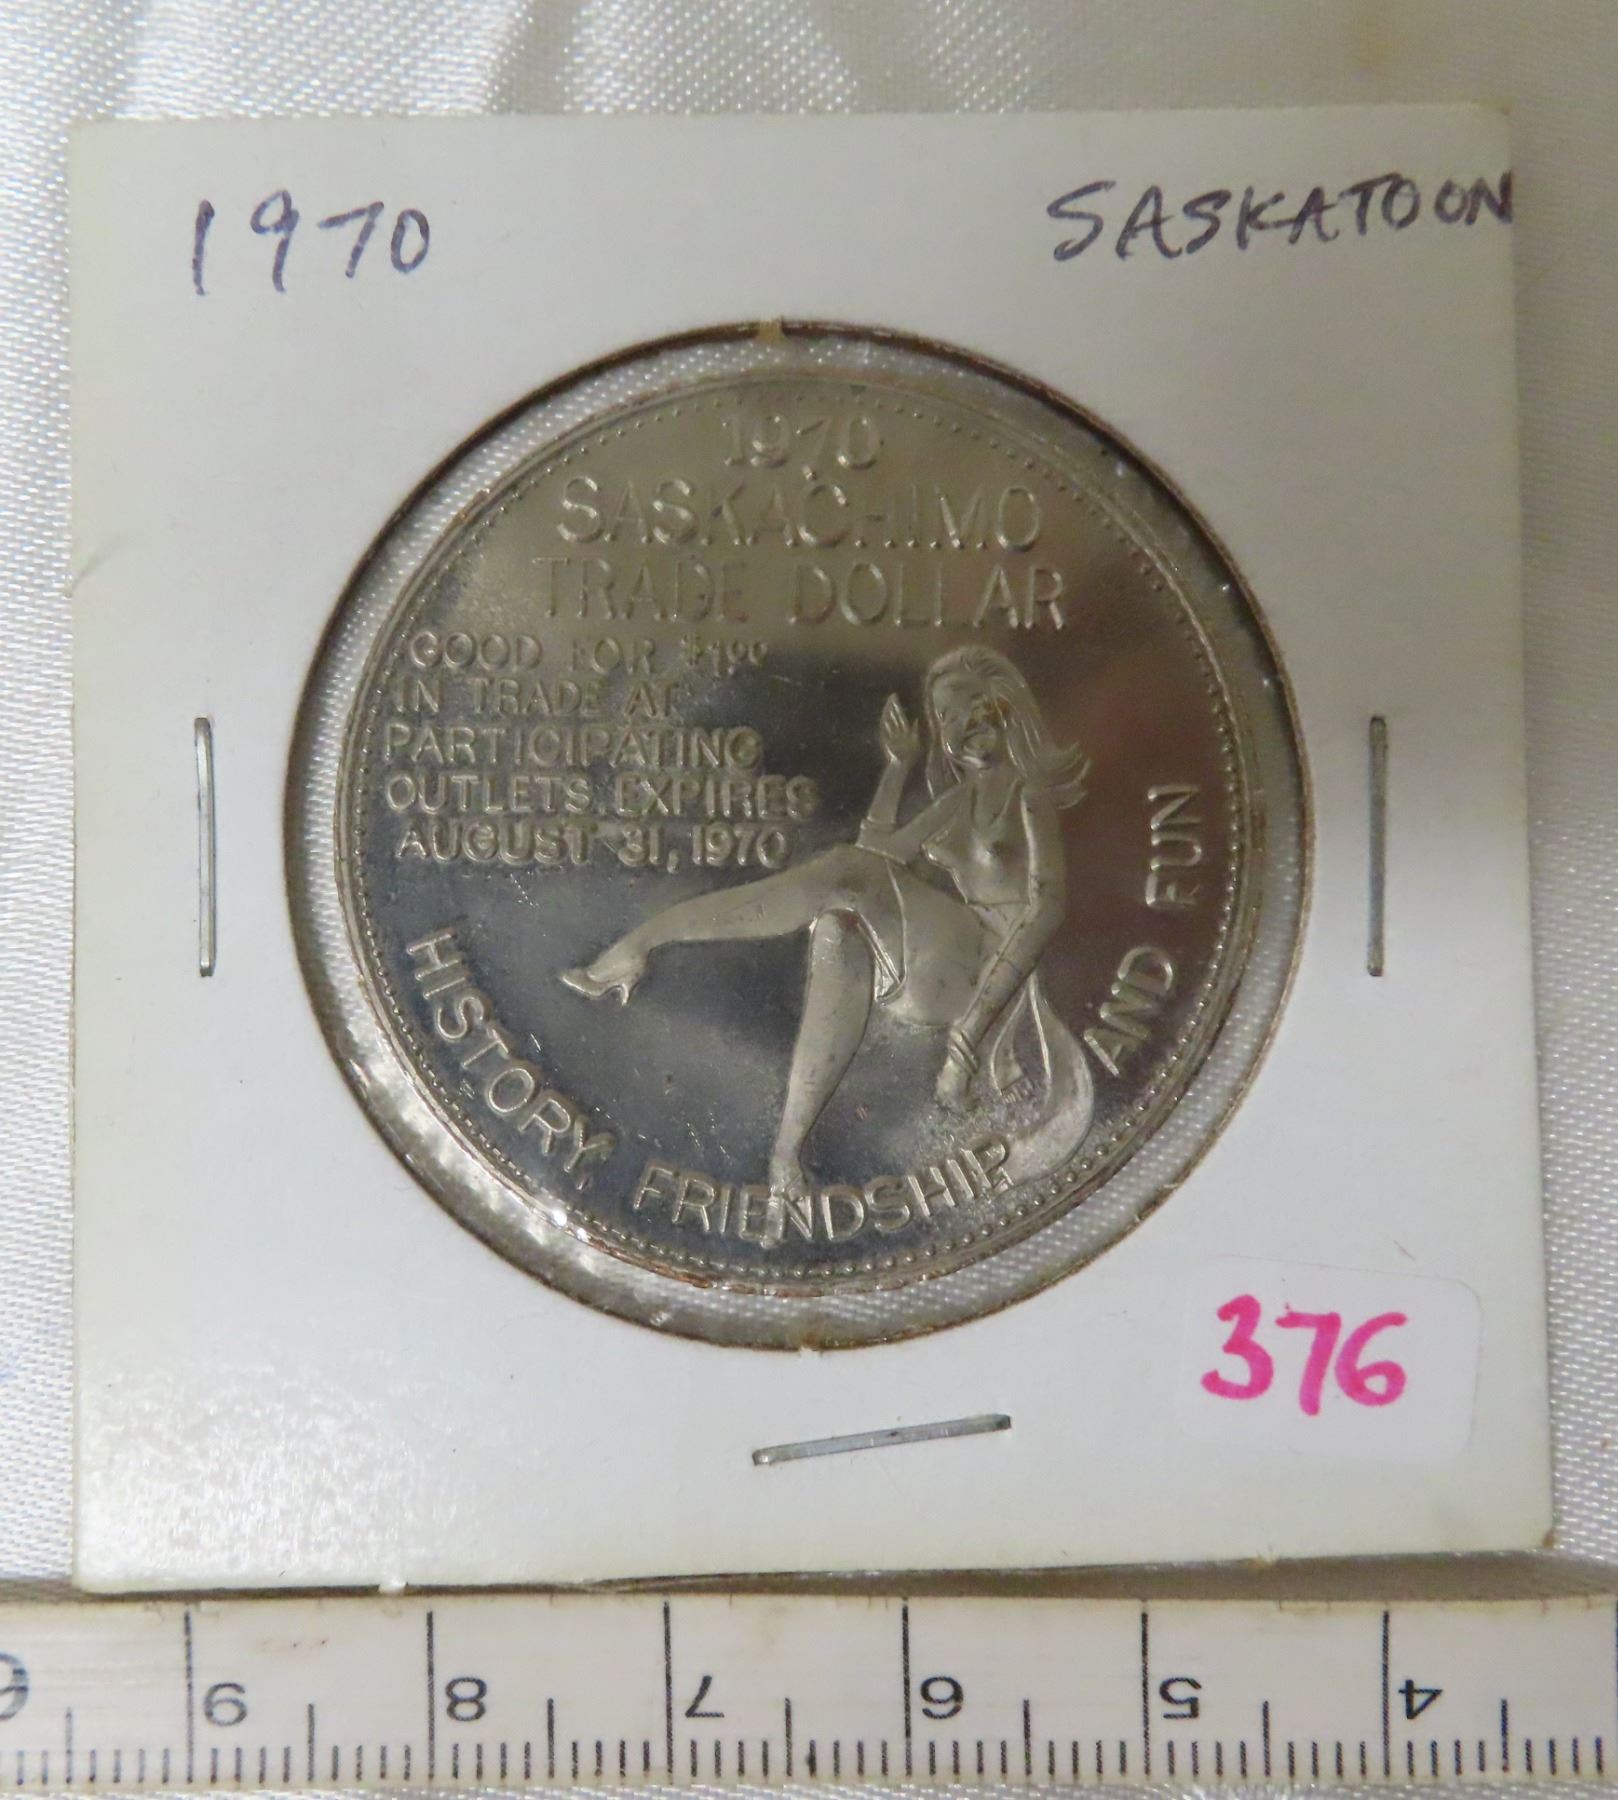 1970 SASKATOON
1970
SASKACHIMO
TRADE DOLLAR
GOOD FOR $1.00
IN TRADE AT
PARTICIPATING
OUTLETS EXPIRES
AUGUST 31, 1970
HISTORY, FRIENDSHIP AND FUN
376
9 8 7 6 5 4